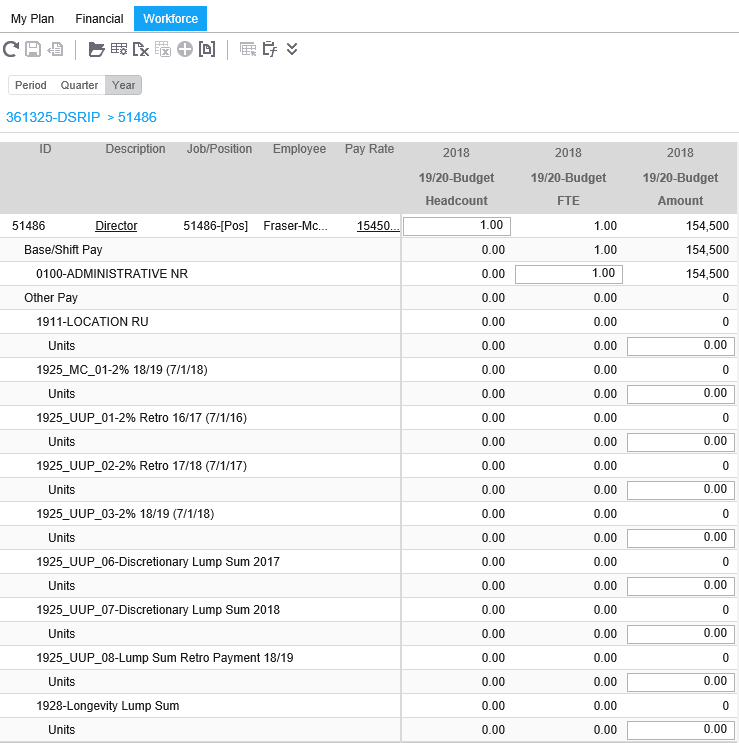 My Plan Financial Workforce
Period Quarter Year
361325-DSRIP > 51486
ID Description Job/Position Employee Pay Rate 2018 2018 2018
19/20-Budget 19/20-Budget 19/20-Budget
Headcount FTE Amount
51486 Director 51486-[Pos] Fraser-Mc... 15450... 1.00 1.00 154,500
Base/Shift Pay 0.00 1.00 154,500
0100-ADMINISTRATIVE NR 0.00 1.00 154,500
Other Pay 0.00 0.00 0
1911-LOCATION RU 0.00 0.00 0
Units 0.00 0.00 0.00
1925_MC_01-2% 18/19 (7/1/18) 0.00 0.00 0
Units 0.00 0.00 0.00
1925_UUP_01-2% Retro 16/17 (7/1/16) 0.00 0.00 0
Units 0.00 0.00 0.00
1925_UUP_02-2% Retro 17/18 (7/1/17) 0.00 0.00 0
Units 0.00 0.00 0.00
1925_UUP_03-2% 18/19 (7/1/18) 0.00 0.00 0
Units 0.00 0.00 0.00
1925_UUP_06-Discretionary Lump Sum 2017 0.00 0.00 0
Units 0.00 0.00 0.00
1925_UUP_07-Discretionary Lump Sum 2018 0.00 0.00 0
Units 0.00 0.00 0.00
1925_UUP_08-Lump Sum Retro Payment 18/19 0.00 0.00 0
Units 0.00 0.00 0.00
1928-Longevity Lump Sum 0.00 0.00 0
Units 0.00 0.00 0.00